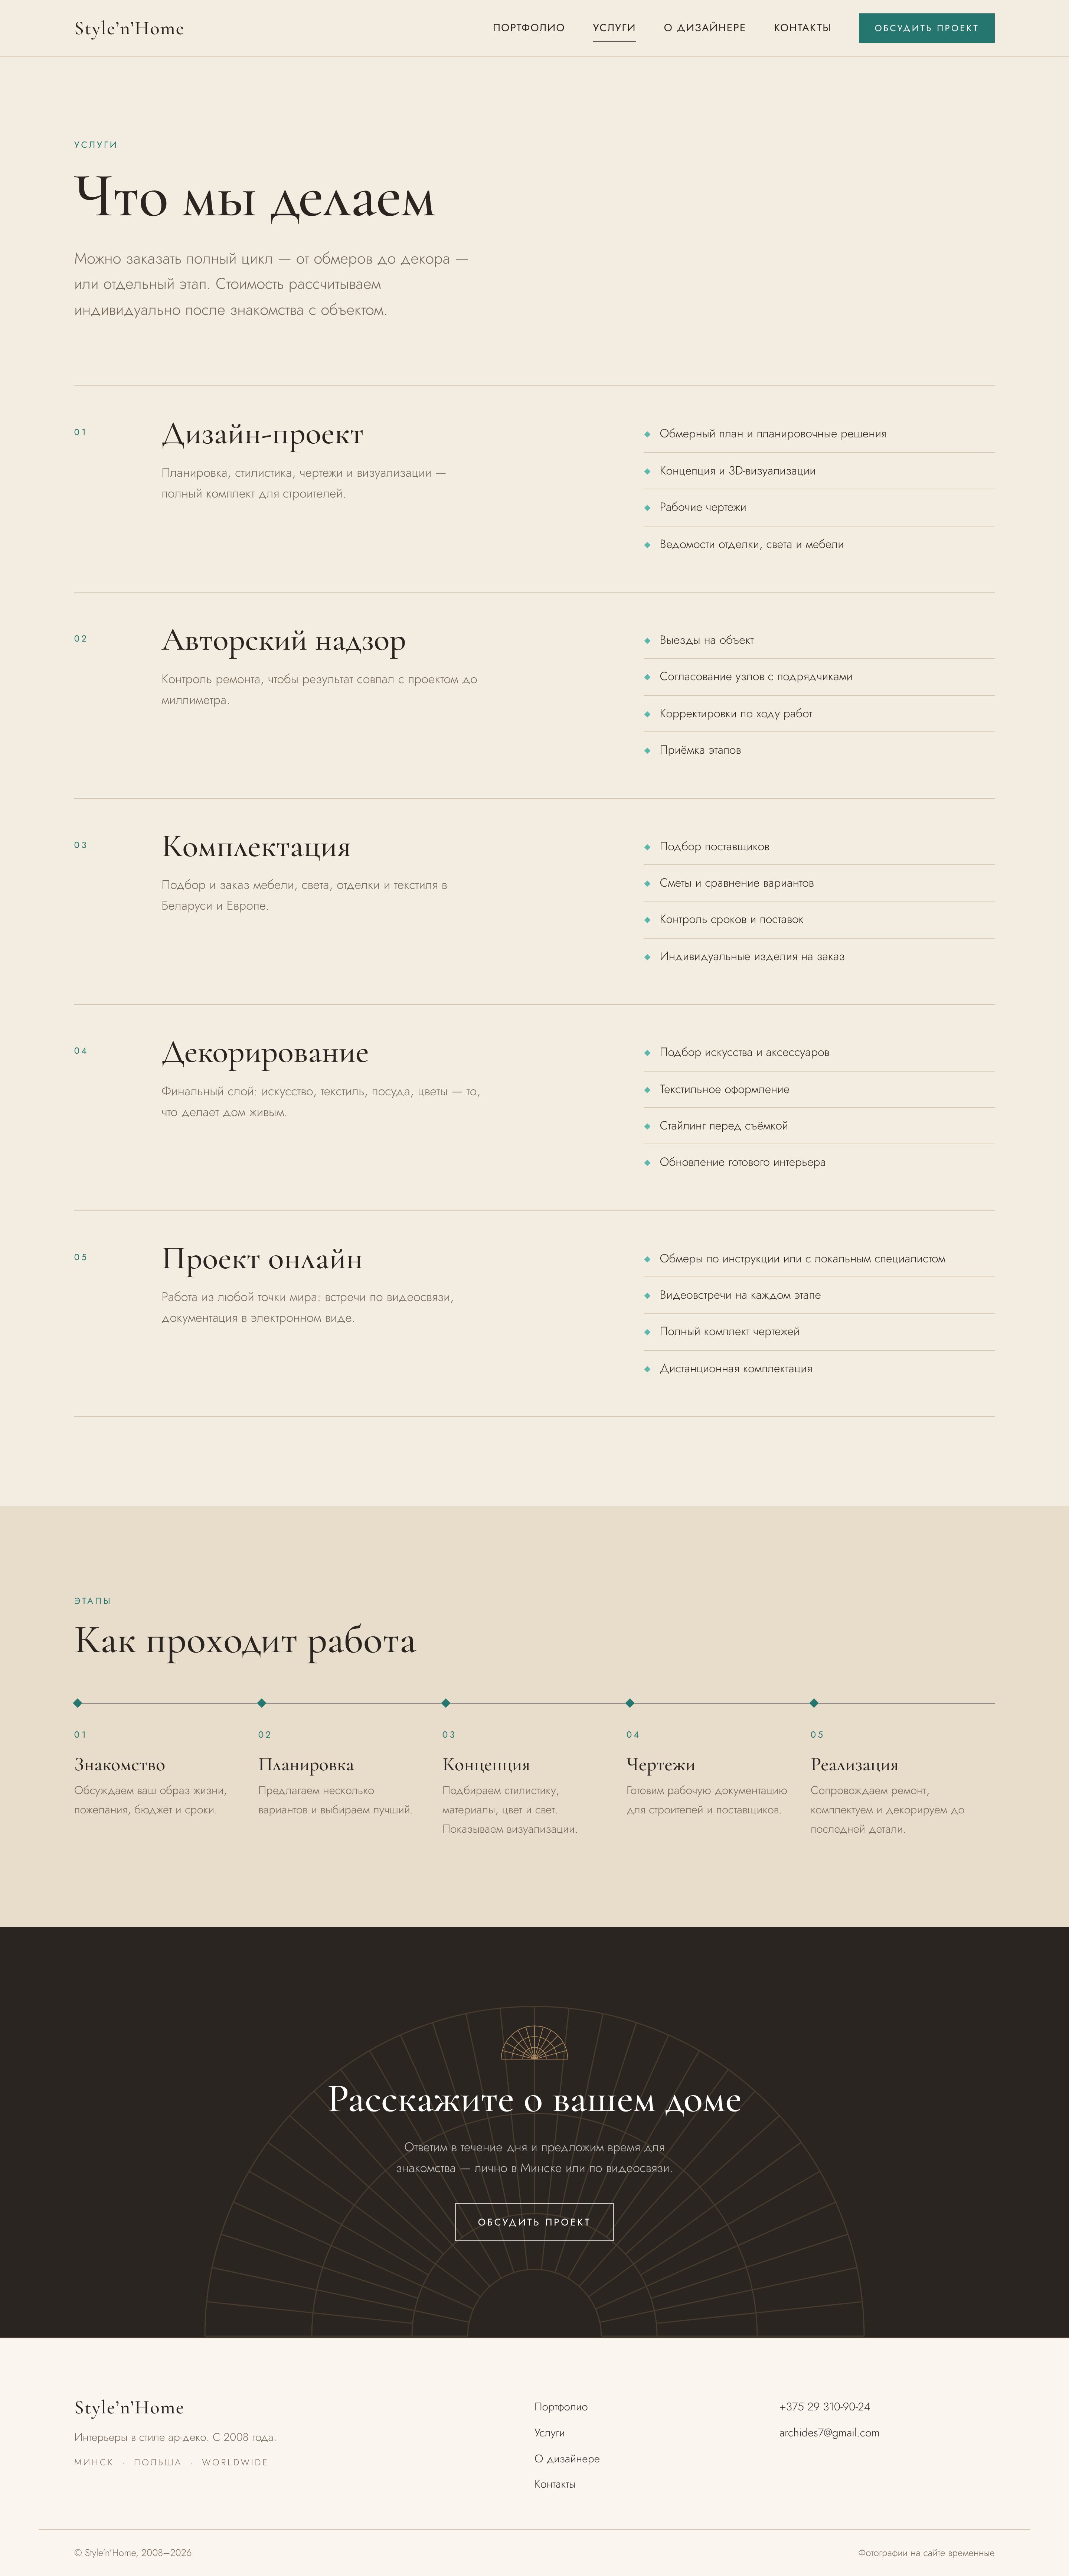 Style’n’Home
ПОРТФОЛИО УСЛУГИ О ДИЗАЙНЕРЕ КОНТАКТЫ ОБСУДИТЬ ПРОЕКТ
УСЛУГИ
Что мы делаем
Можно заказать полный цикл — от обмеров до декора —
или отдельный этап. Стоимость рассчитываем
индивидуально после знакомства с объектом.
01
Дизайн-проект
Планировка, стилистика, чертежи и визуализации —
полный комплект для строителей.
Обмерный план и планировочные решения
Концепция и 3D-визуализации
Рабочие чертежи
Ведомости отделки, света и мебели
02
Авторский надзор
Контроль ремонта, чтобы результат совпал с проектом до
миллиметра.
Выезды на объект
Согласование узлов с подрядчиками
Корректировки по ходу работ
Приёмка этапов
03
Комплектация
Подбор и заказ мебели, света, отделки и текстиля в
Беларуси и Европе.
Подбор поставщиков
Сметы и сравнение вариантов
Контроль сроков и поставок
Индивидуальные изделия на заказ
04
Декорирование
Финальный слой: искусство, текстиль, посуда, цветы — то,
что делает дом живым.
Подбор искусства и аксессуаров
Текстильное оформление
Стайлинг перед съёмкой
Обновление готового интерьера
05
Проект онлайн
Работа из любой точки мира: встречи по видеосвязи,
документация в электронном виде.
Обмеры по инструкции или с локальным специалистом
Видеовстречи на каждом этапе
Полный комплект чертежей
Дистанционная комплектация
ЭТАПЫ
Как проходит работа
01
Знакомство
Обсуждаем ваш образ жизни,
пожелания, бюджет и сроки.
02
Планировка
Предлагаем несколько
вариантов и выбираем лучший.
03
Концепция
Подбираем стилистику,
материалы, цвет и свет.
Показываем визуализации.
04
Чертежи
Готовим рабочую документацию
для строителей и поставщиков.
05
Реализация
Сопровождаем ремонт,
комплектуем и декорируем до
последней детали.
Расскажите о вашем доме
Ответим в течение дня и предложим время для
знакомства — лично в Минске или по видеосвязи.
ОБСУДИТЬ ПРОЕКТ
Style’n’Home
Интерьеры в стиле ар-деко. С 2008 года.
МИНСК · ПОЛЬША · WORLDWIDE
Портфолио
Услуги
О дизайнере
Контакты
+375 29 310-90-24
archides7@gmail.com
© Style’n’Home, 2008–2026
Фотографии на сайте временные